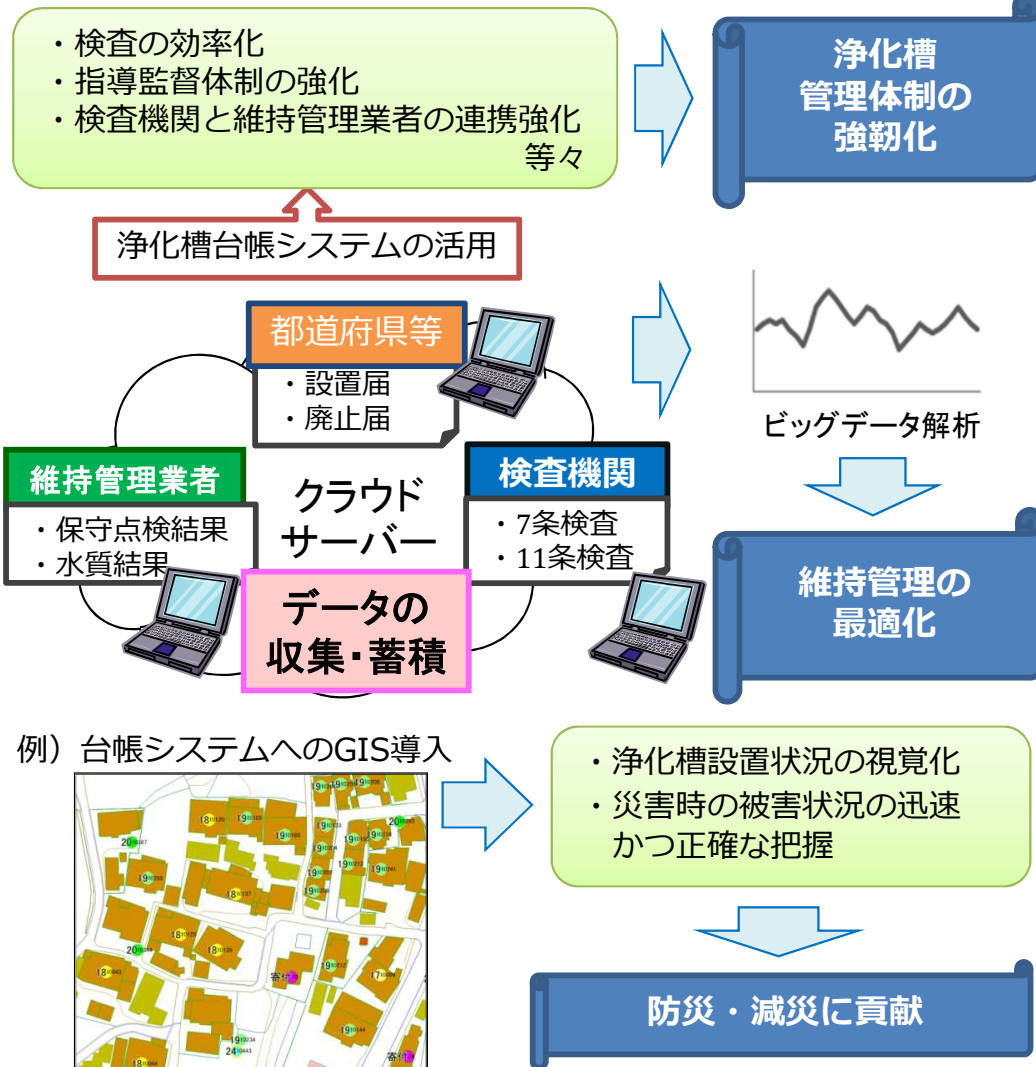 ・検査の効率化
・指導監督体制の強化
・検査機関と維持管理業者の連携強化
等々
浄化槽
管理体制の
強靭化
浄化槽台帳システムの活用
都道府県等
・設置届
・廃止届
維持管理業者
・保守点検結果
・水質結果
クラウド
サーバー
検査機関
・7条検査
・11条検査
データの
収集・蓄積
ビッグデータ解析
維持管理の
最適化
例）台帳システムへのGIS導入
・浄化槽設置状況の視覚化
・災害時の被害状況の迅速
かつ正確な把握
防災・減災に貢献
寄付
寄付